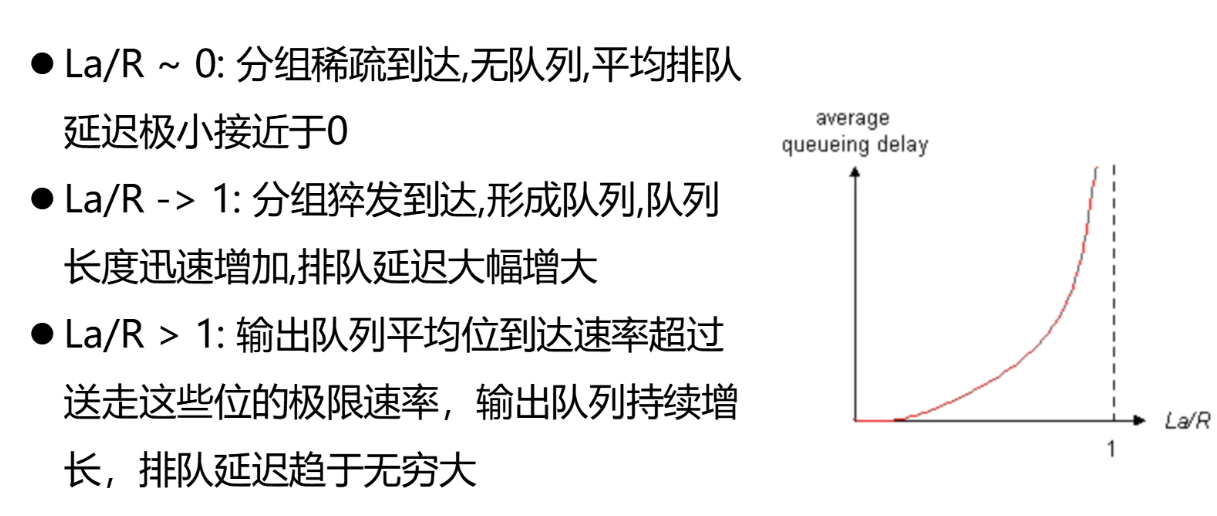 ● La/R ~ 0: 分组稀疏到达,无队列,平均排队
延迟极小接近于0
● La/R -> 1: 分组猝发到达,形成队列,队列
长度迅速增加,排队延迟大幅增大
● La/R > 1: 输出队列平均位到达速率超过
送走这些位的极限速率，输出队列持续增
长，排队延迟趋于无穷大
average
queueing delay
La/R
1